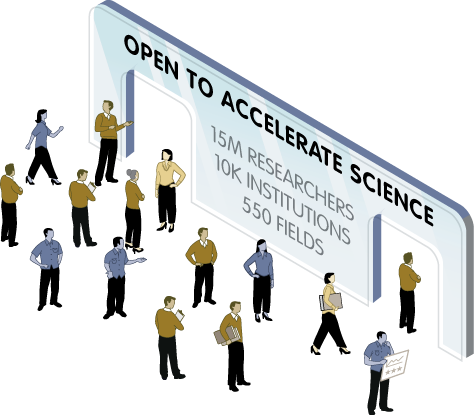 OPEN TO ACCELERATE SCIENCE
15M RESEARCHERS
10K INSTITUTIONS
550 FIELDS